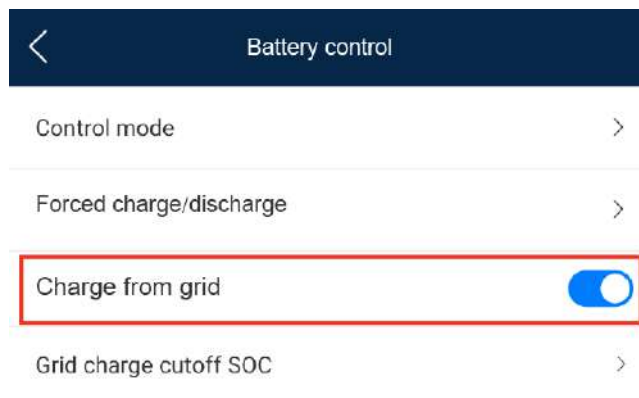 Battery control
Control mode
Forced charge/discharge
Charge from grid
Grid charge cutoff SOC